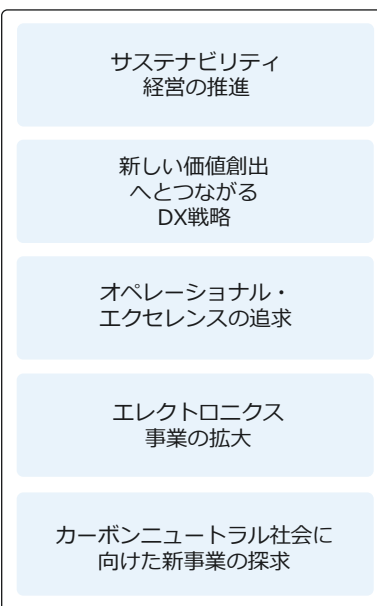 サステナビリティ
経営の推進
新しい価値創出
へとつながる
DX戦略
オペレーショナル・
エクセレンスの追求
エレクトロニクス
事業の拡大
カーボンニュートラル社会に
向けた新事業の探求